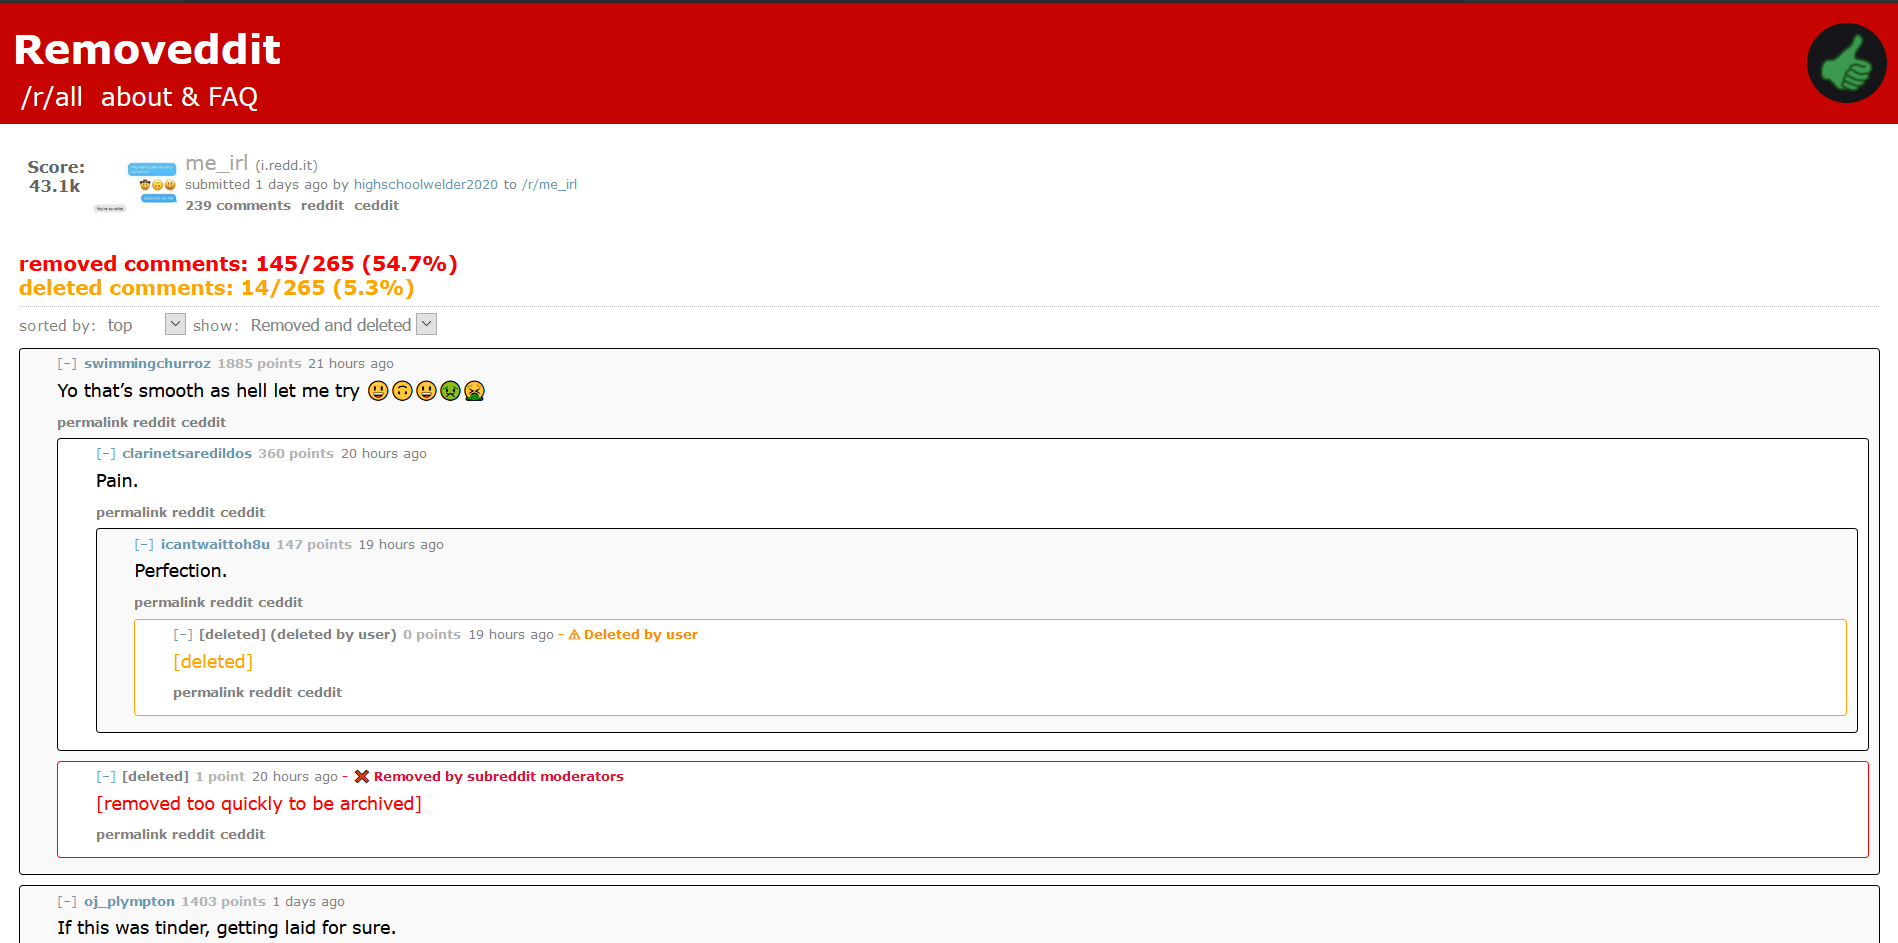 Removeddit
/r/all about & FAQ
Score:
43.1k
You're so white
me_irl (i.redd.it)
submitted 1 days ago by highschoolwelder2020 to /r/me_irl
239 comments reddit ceddit
removed comments: 145/265 (54.7%)
deleted comments: 14/265 (5.3%)
sorted by: top show: Removed and deleted
[–] swimmingchurroz 1885 points 21 hours ago
Yo that’s smooth as hell let me try 😃🙃😃🤢🤮
permalink reddit ceddit
[–] clarinetsaredildos 360 points 20 hours ago
Pain.
permalink reddit ceddit
[–] icantwaittoh8u 147 points 19 hours ago
Perfection.
permalink reddit ceddit
[–] [deleted] (deleted by user) 0 points 19 hours ago - ⚠ Deleted by user
[deleted]
permalink reddit ceddit
[–] [deleted] 1 point 20 hours ago - ❌ Removed by subreddit moderators
[removed too quickly to be archived]
permalink reddit ceddit
[–] oj_plympton 1403 points 1 days ago
If this was tinder, getting laid for sure.